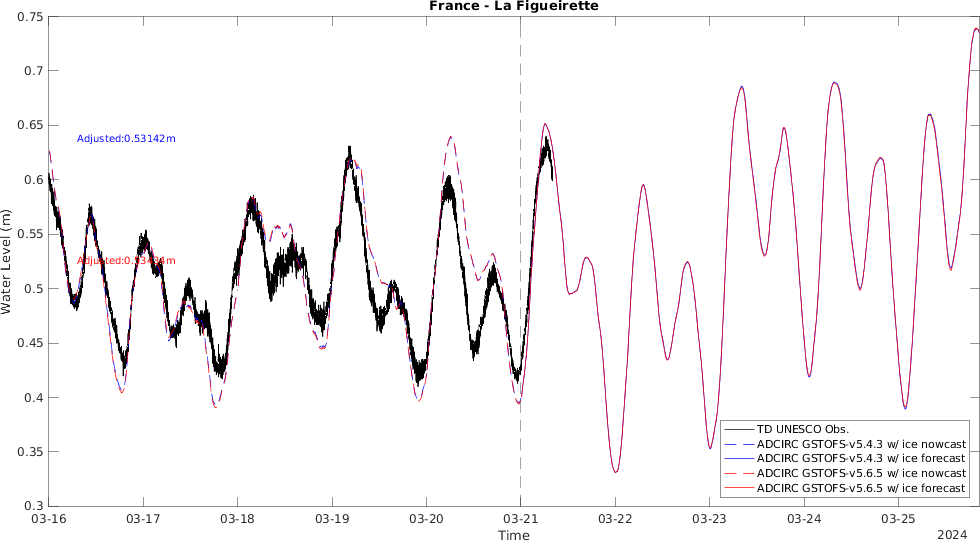 France - La Figueirette
0.75
0.7
0.65
0.6
0.55
0.5
0.45
0.4
0.35
0.3
Water Level (m)
Adjusted:0.53142m
TD UNESCO Obs.
ADCIRC GSTOFS-v5.4.3 w/ ice nowcast
ADCIRC GSTOFS-v5.4.3 w/ ice forecast
ADCIRC GSTOFS-v5.6.5 w/ ice nowcast
ADCIRC GSTOFS-v5.6.5 w/ ice forecast
03-16 03-17 03-18 03-19 03-20 03-21 03-22 03-23 03-24 03-25
Time
2024